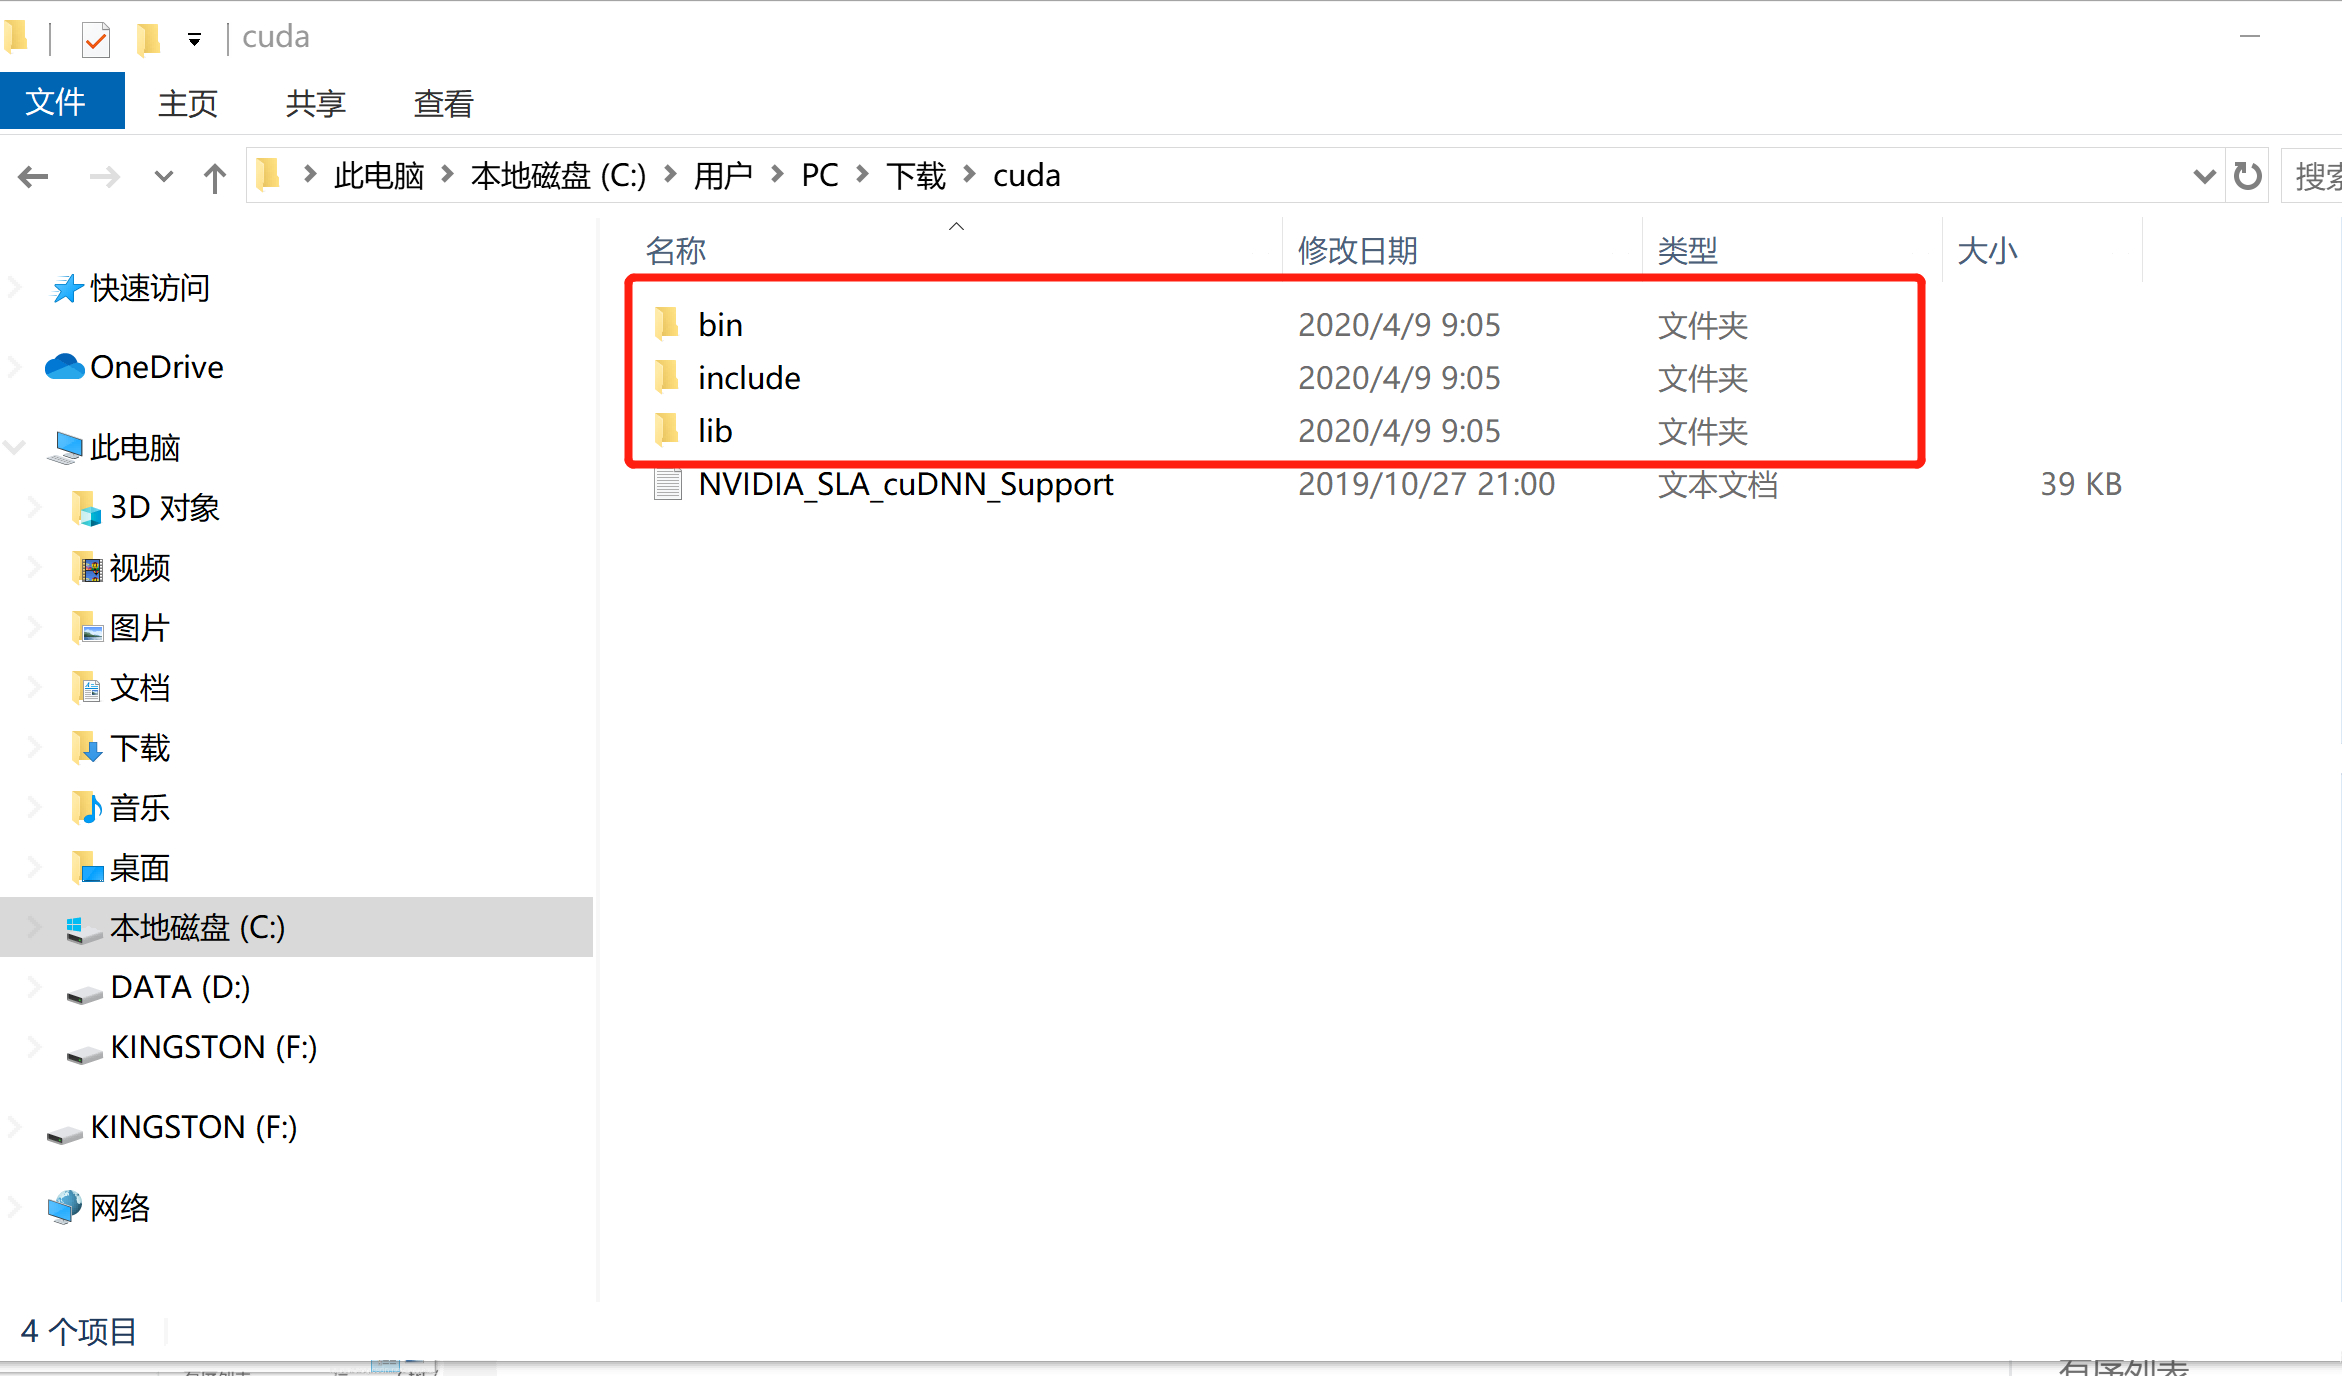 cuda
文件 主页 共享 查看
此电脑 本地磁盘 (C:) 用户 PC 下载 cuda
名称 修改日期 类型 大小
bin 2020/4/9 9:05 文件夹
include 2020/4/9 9:05 文件夹
lib 2020/4/9 9:05 文件夹
NVIDIA_SLA_cuDNN_Support 2019/10/27 21:00 文本文档 39 KB
快速访问
OneDrive
此电脑
3D 对象
视频
图片
文档
下载
音乐
桌面
本地磁盘 (C:)
DATA (D:)
KINGSTON (F:)
KINGSTON (F:)
网络
4 个项目
有序列表